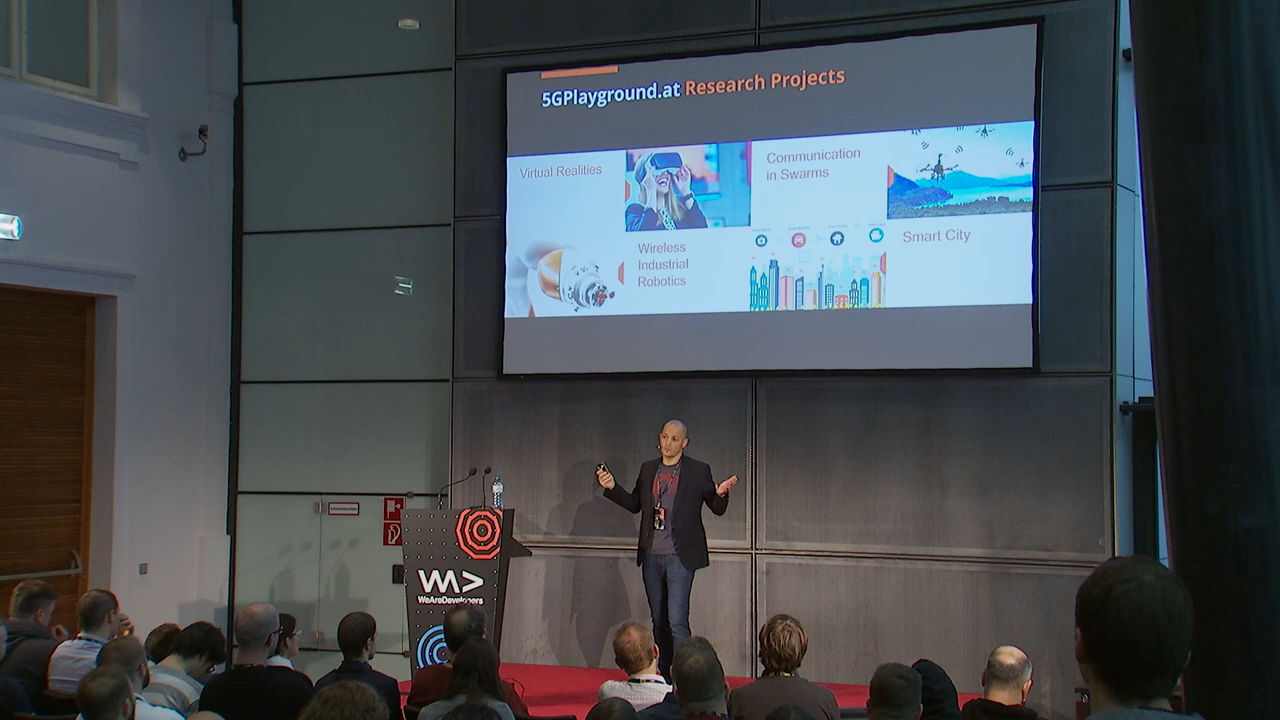 5GPlayground.at Research Projects
Virtual Realities
Communication
in Swarms
Wireless
Industrial
Robotics
Smart City
WeAreDevelopers